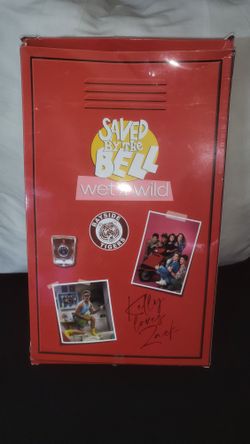 SAVED
BY THE
BELL
wet n wild
BAYSIDE
TIGERS
Kelly
loves
Zack